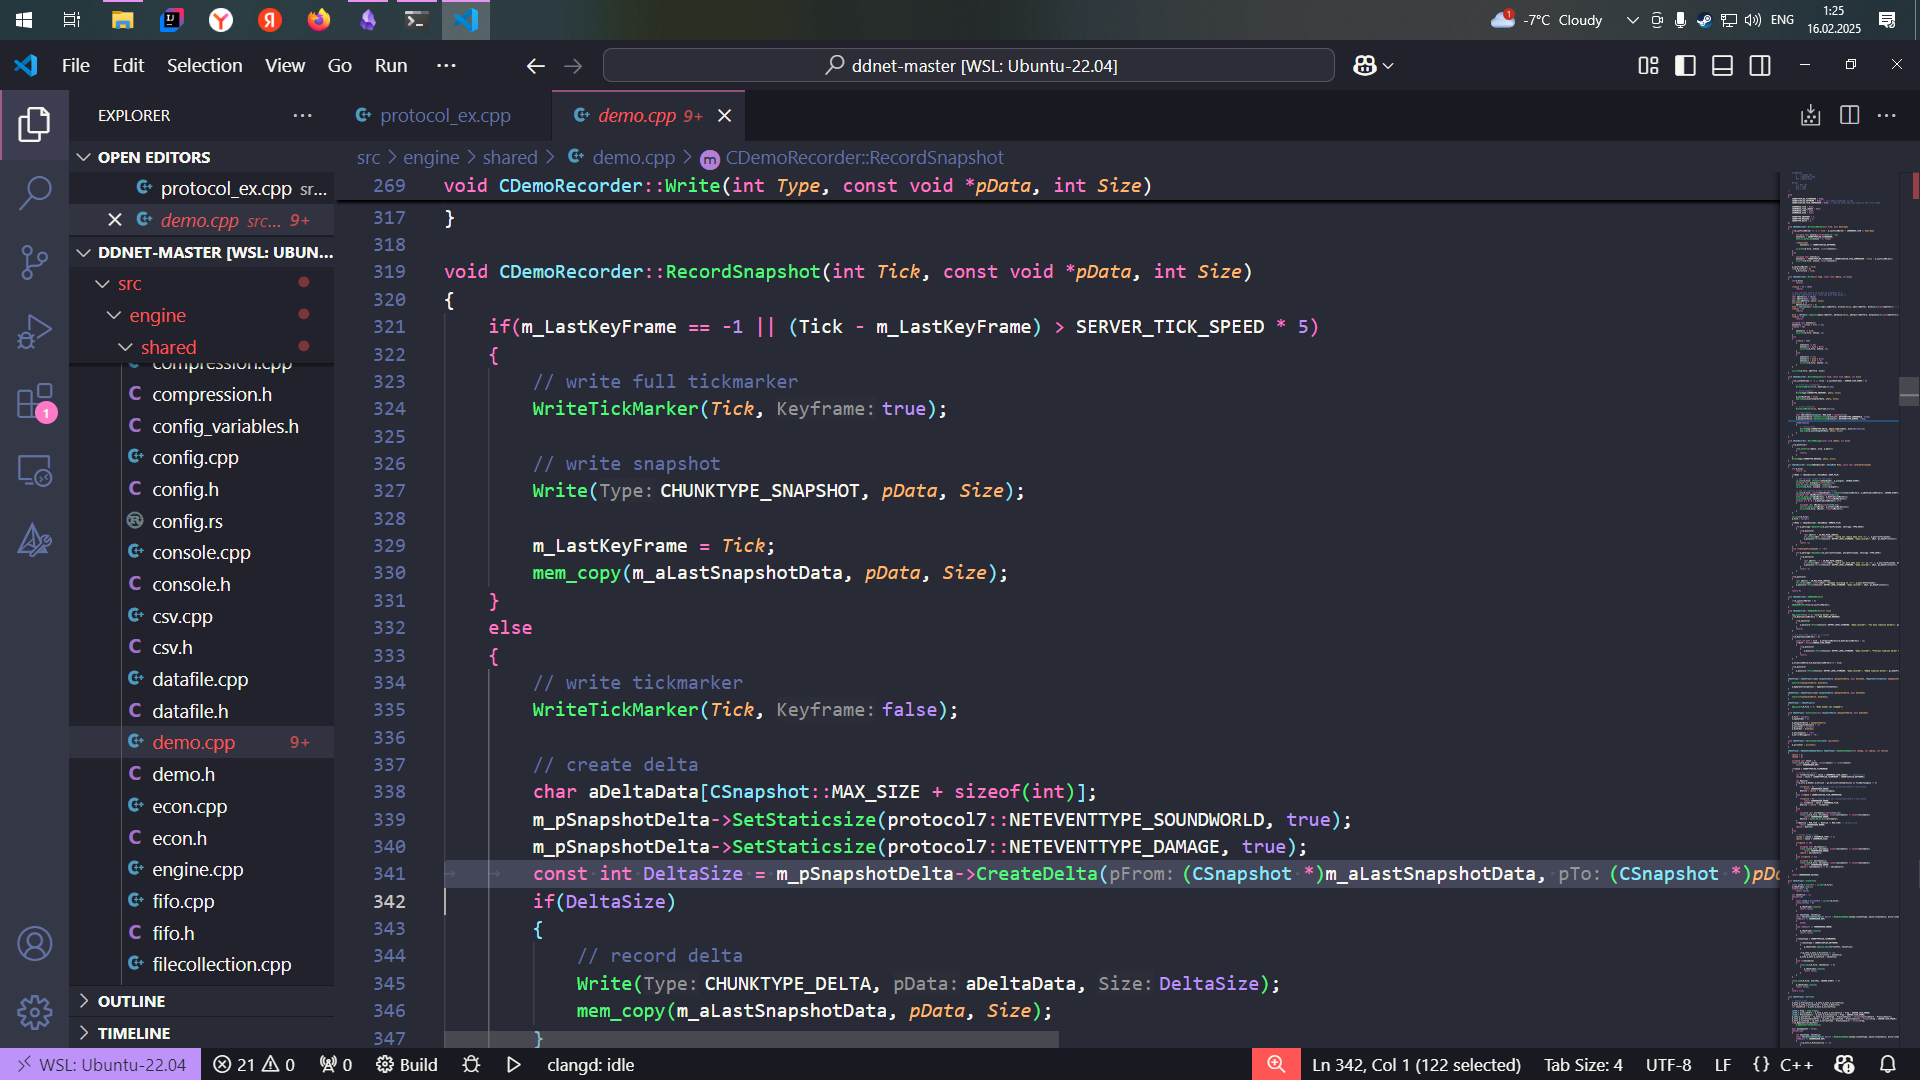 -7°C Cloudy
ENG
1:25
16.02.2025
File Edit Selection View Go Run ···
ddnet-master [WSL: Ubuntu-22.04]
EXPLORER
protocol_ex.cpp
demo.cpp 9+
OPEN EDITORS
protocol_ex.cpp sr...
demo.cpp src... 9+
DDNET-MASTER [WSL: UBUN...
src
engine
shared
compression.cpp
compression.h
config_variables.h
config.cpp
config.h
config.rs
console.cpp
console.h
csv.cpp
csv.h
datafile.cpp
datafile.h
demo.cpp 9+
demo.h
econ.cpp
econ.h
engine.cpp
fifo.cpp
fifo.h
filecollection.cpp
OUTLINE
TIMELINE
1
src > engine > shared > demo.cpp > CDemoRecorder::RecordSnapshot
269 void CDemoRecorder::Write(int Type, const void *pData, int Size)
317 }
318
319 void CDemoRecorder::RecordSnapshot(int Tick, const void *pData, int Size)
320 {
321 if(m_LastKeyFrame == -1 || (Tick - m_LastKeyFrame) > SERVER_TICK_SPEED * 5)
322 {
323 // write full tickmarker
324 WriteTickMarker(Tick, Keyframe: true);
325
326 // write snapshot
327 Write(Type: CHUNKTYPE_SNAPSHOT, pData, Size);
328
329 m_LastKeyFrame = Tick;
330 mem_copy(m_aLastSnapshotData, pData, Size);
331 }
332 else
333 {
334 // write tickmarker
335 WriteTickMarker(Tick, Keyframe: false);
336
337 // create delta
338 char aDeltaData[CSnapshot::MAX_SIZE + sizeof(int)];
339 m_pSnapshotDelta->SetStaticsize(protocol7::NETEVENTTYPE_SOUNDWORLD, true);
340 m_pSnapshotDelta->SetStaticsize(protocol7::NETEVENTTYPE_DAMAGE, true);
341 const int DeltaSize = m_pSnapshotDelta->CreateDelta(pFrom: (CSnapshot *)m_aLastSnapshotData, pTo: (CSnapshot *)pDa
342 if(DeltaSize)
343 {
344 // record delta
345 Write(Type: CHUNKTYPE_DELTA, pData: aDeltaData, Size: DeltaSize);
346 mem_copy(m_aLastSnapshotData, pData, Size);
347 }
WSL: Ubuntu-22.04 21 0 0 Build clangd: idle Ln 342, Col 1 (122 selected) Tab Size: 4 UTF-8 LF {} C++